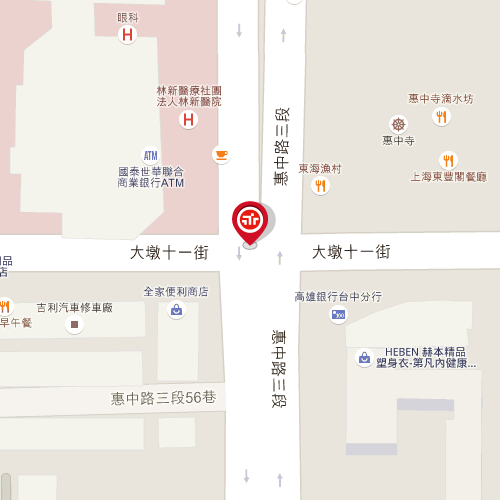 眼科
林新醫療社團
法人林新醫院
惠中寺滴水坊
惠中路三段
惠中寺
ATM
國泰世華聯合
商業銀行ATM
東海漁村
上海東豐閣餐廳
大墩十一街
大墩十一街
品
店
全家便利商店
高雄銀行台中分行
吉利汽車修車廠
早午餐
惠中路三段
HEBEN 赫本精品
塑身衣-第凡內健康...
惠中路三段56巷